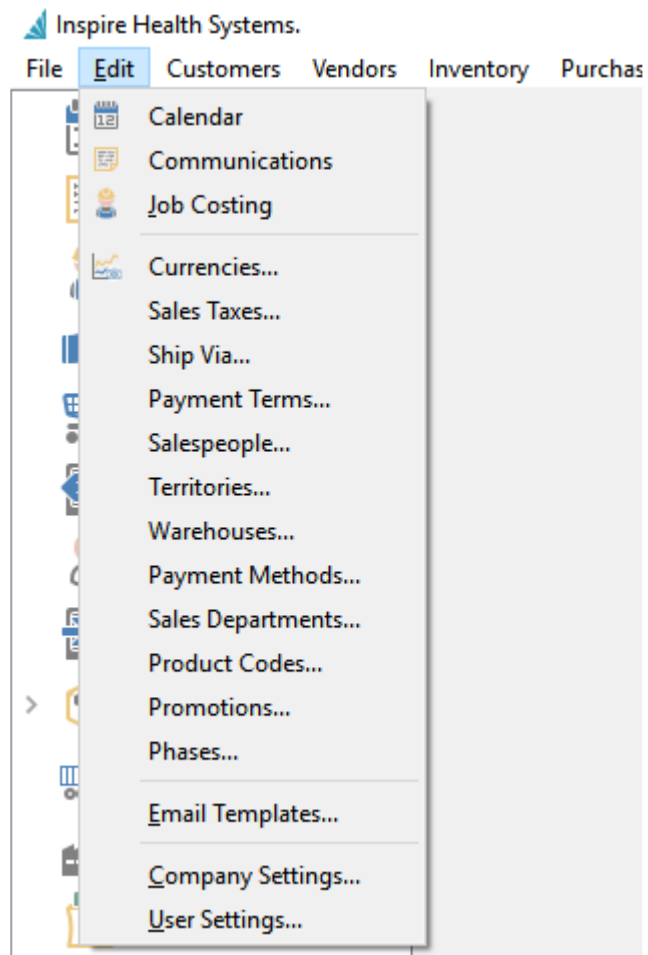 Inspire Health Systems.
File Edit Customers Vendors Inventory Purchas
Calendar
Communications
Job Costing
Currencies...
Sales Taxes...
Ship Via...
Payment Terms...
Salespeople...
Territories...
Warehouses...
Payment Methods...
Sales Departments...
Product Codes...
Promotions...
Phases...
Email Templates...
Company Settings...
User Settings...